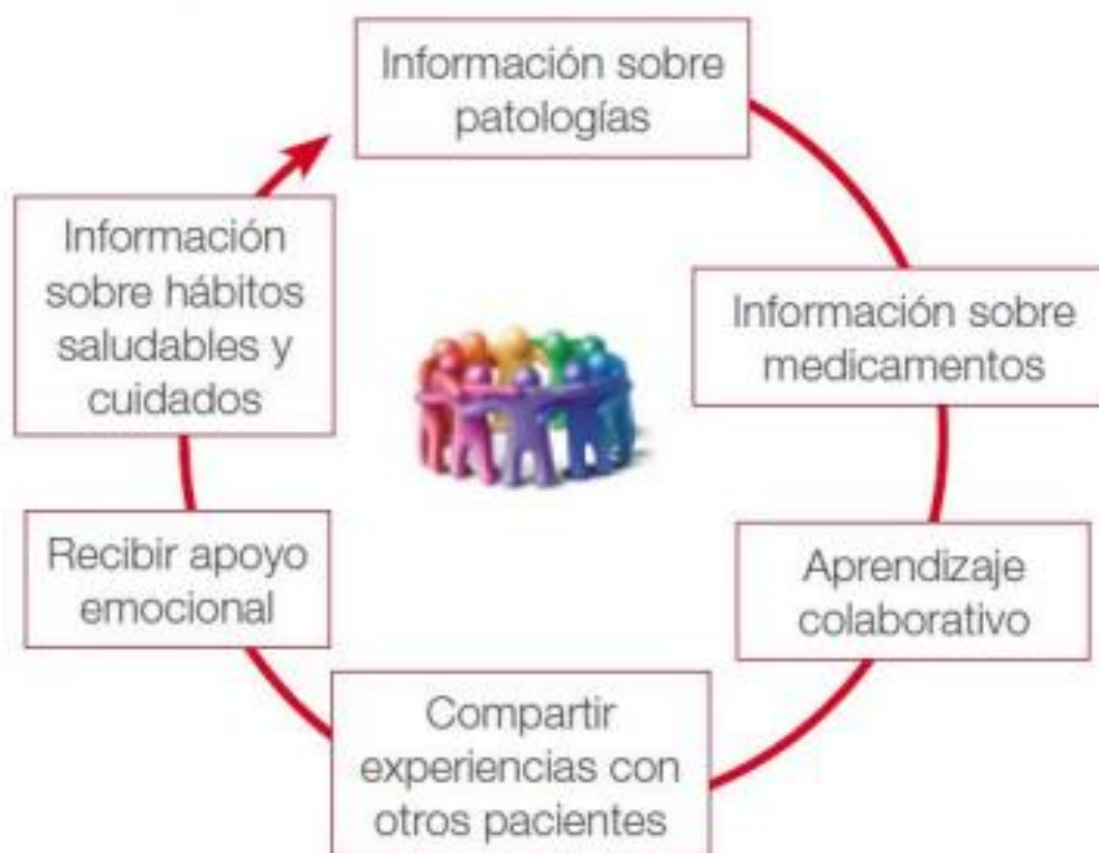 Información sobre
patologías
Información sobre
medicamentos
Aprendizaje
colaborativo
Compartir
experiencias con
otros pacientes
Recibir apoyo
emocional
Información
sobre hábitos
saludables y
cuidados